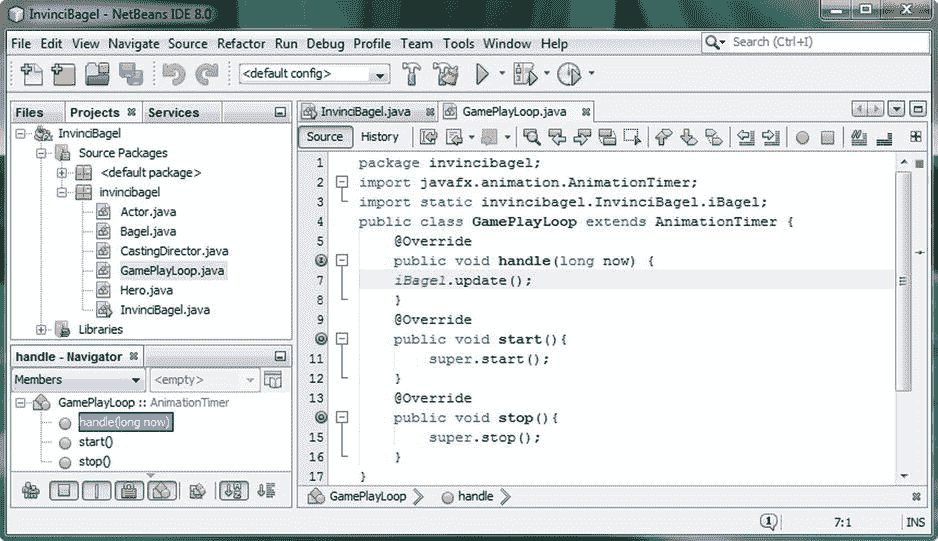 InvinciBagel - NetBeans IDE 8.0
File Edit View Navigate Source Refactor Run Debug Profile Team Tools Window Help
Search (Ctrl+I)
<default config>
Files Projects Services
InvinciBagel
Source Packages
<default package>
invincibagel
Actor.java
Bagel.java
CastingDirector.java
GamePlayLoop.java
Hero.java
InvinciBagel.java
Libraries
handle - Navigator
Members <empty>
GamePlayLoop :: AnimationTimer
handle(long now)
start()
stop()
InvinciBagel.java GamePlayLoop.java
Source History
1 package invincibagel;
2 import javafx.animation.AnimationTimer;
3 import static invincibagel.InvinciBagel.iBagel;
4 public class GamePlayLoop extends AnimationTimer {
5 @Override
public void handle(long now) {
7 iBagel.update();
8 }
9 @Override
public void start(){
11 super.start();
12 }
13 @Override
public void stop(){
15 super.stop();
16 }
17 }
GamePlayLoop handle
1 7:1 INS